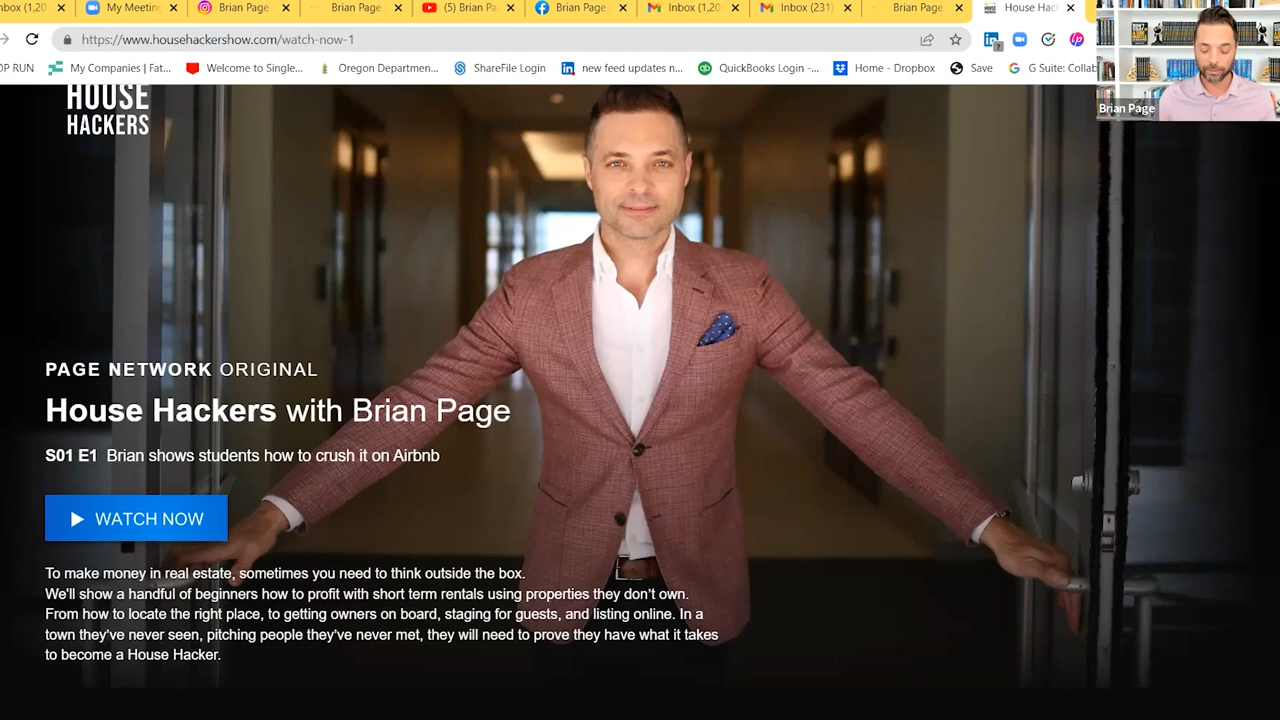 nbox (1,20
My Meetin
Brian Page
Brian Page
(5) Brian Pa
Brian Page
Inbox (1,20
Inbox (231)
Brian Page
House Hac
https://www.househackershow.com/watch-now-1
OP RUN
My Companies | Fat...
Welcome to Single...
Oregon Departmen...
ShareFile Login
new feed updates n...
QuickBooks Login -...
Home - Dropbox
Save
G Suite: Collab
Brian Page
HOUSE
HACKERS
PAGE NETWORK ORIGINAL
House Hackers with Brian Page
S01 E1 Brian shows students how to crush it on Airbnb
WATCH NOW
To make money in real estate, sometimes you need to think outside the box.
We'll show a handful of beginners how to profit with short term rentals using properties they don't own.
From how to locate the right place, to getting owners on board, staging for guests, and listing online. In a
town they've never seen, pitching people they've never met, they will need to prove they have what it takes
to become a House Hacker.